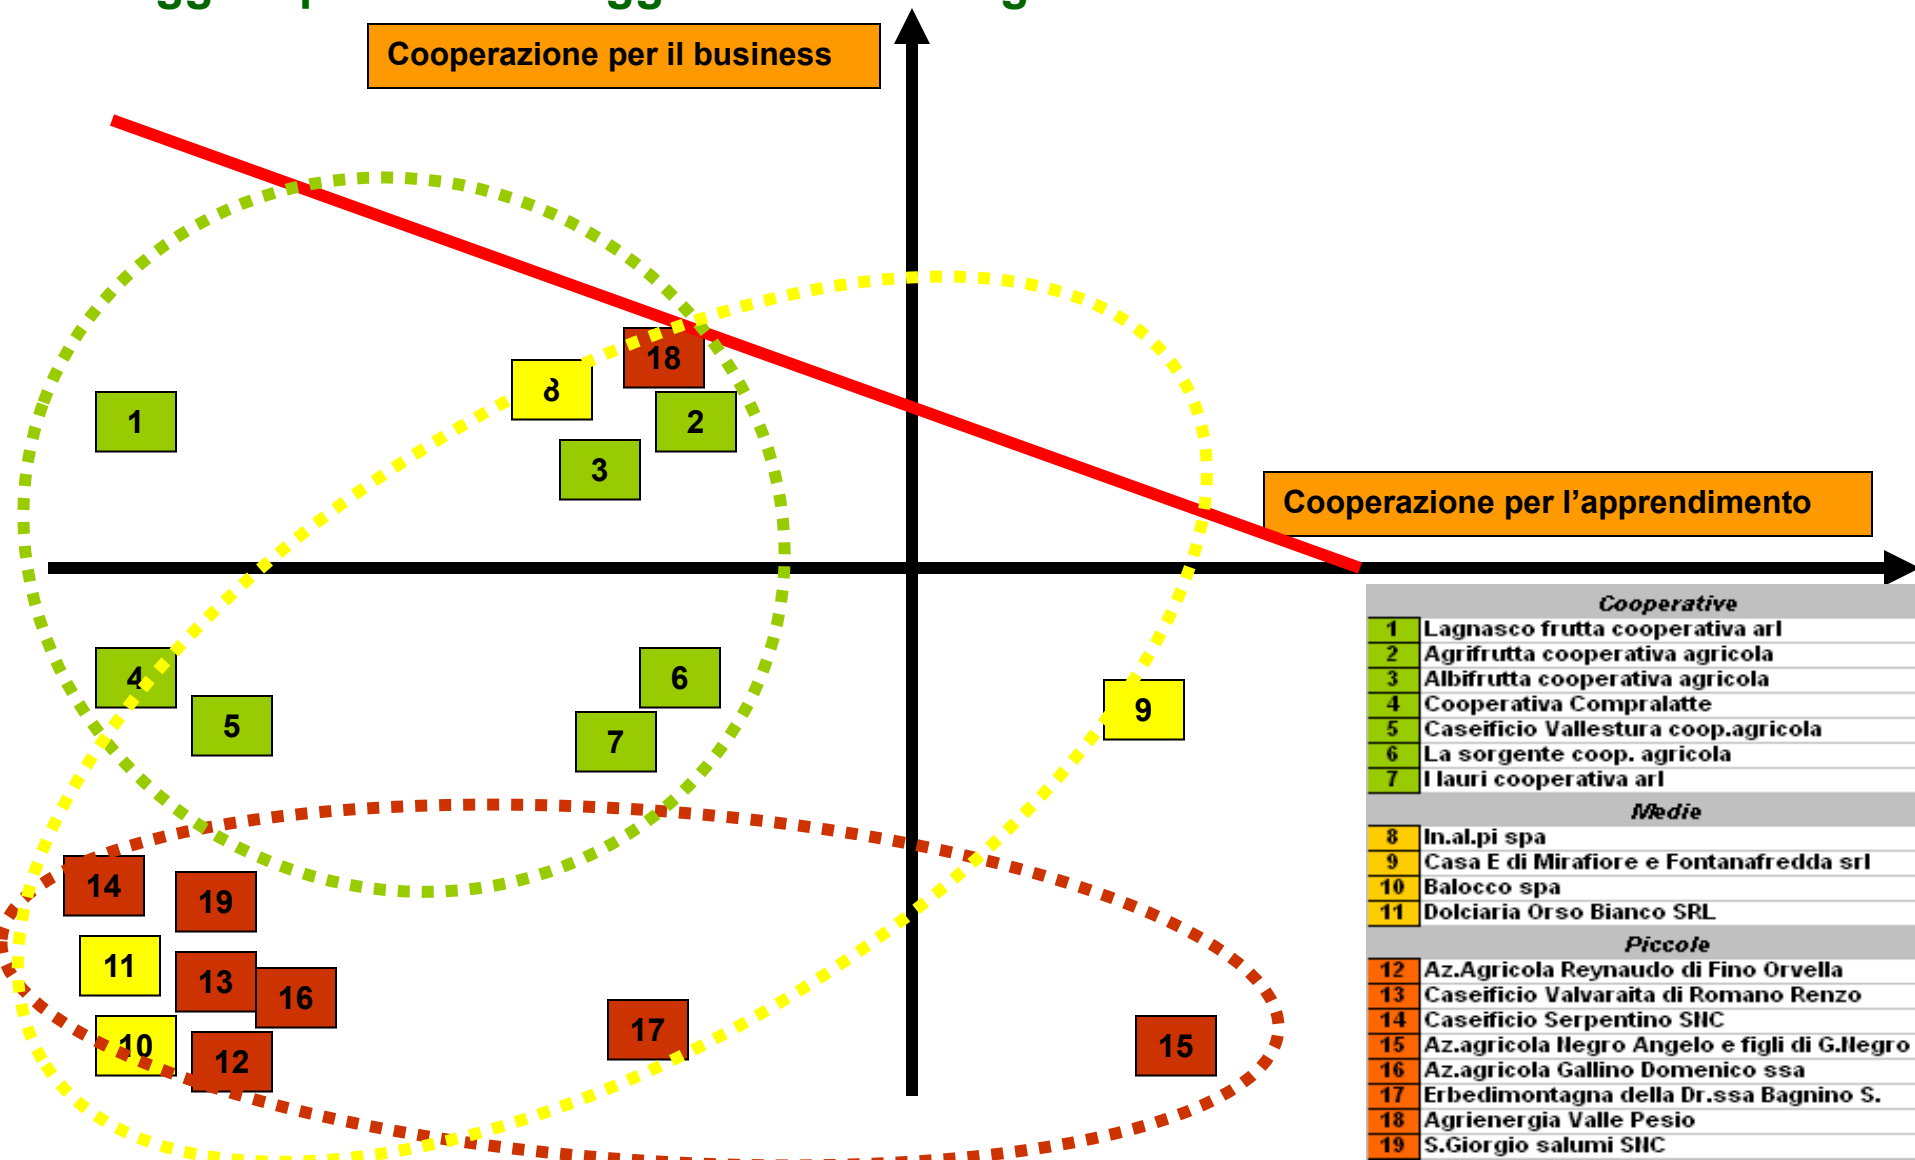 Cooperazione per il business
18
8
1
2
3
Cooperazione per l'apprendimento
4
6
5
9
7
14
19
11
13
16
10
17
12
15
Cooperative
1 Lagnasco frutta cooperativa arl
2 Agrifrutta cooperativa agricola
3 Albifrutta cooperativa agricola
4 Cooperativa Compralatte
5 Caseificio Vallestura coop.agricola
6 La sorgente coop. agricola
7 I lauri cooperativa arl
Medie
8 In.al.pi spa
9 Casa E di Mirafiore e Fontanafredda srl
10 Balocco spa
11 Dolciaria Orso Bianco SRL
Piccole
12 Az.Agricola Reynaudo di Fino Orvella
13 Caseificio Valvaraita di Romano Renzo
14 Caseificio Serpentino SNC
15 Az.agricola Negro Angelo e figli di G.Negro
16 Az.agricola Gallino Domenico ssa
17 Erbedimontagna della Dr.ssa Bagnino S.
18 Agrienergia Valle Pesio
19 S.Giorgio salumi SNC